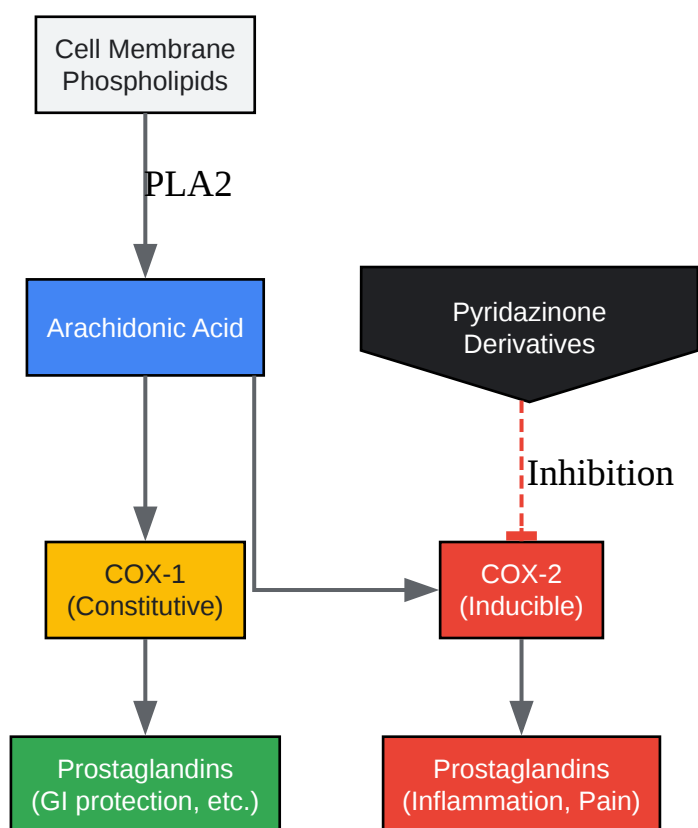 Cell Membrane
Phospholipids
PLA2
Arachidonic Acid
Pyridazinone
Derivatives
Inhibition
COX-1
(Constitutive)
COX-2
(Inducible)
Prostaglandins
(GI protection, etc.)
Prostaglandins
(Inflammation, Pain)